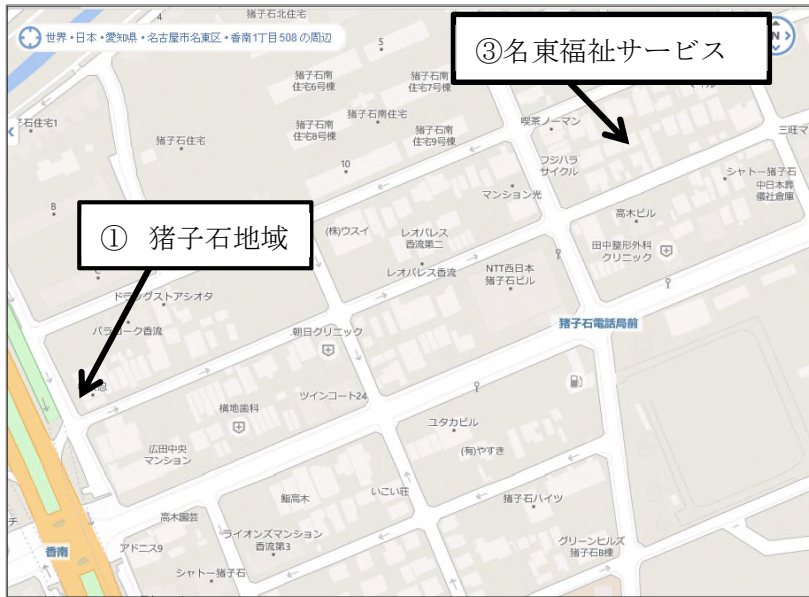 4
猪子石北住宅
世界・日本・愛知県・名古屋市名東区・香南1丁目508の周辺
5
③名東福祉サービス
N
猪子石南
住宅6号棟
猪子石南
住宅7号棟
子石住宅1
猪子石住宅
猪子石南住宅
猪子石南
住宅8号棟
猪子石南
住宅9号棟
喫茶ノーマン
三旺マ
10
フジハラ
サイクル
シャトー猪子石
中日本葬
儀社倉庫
マンション光
B
① 猪子石地域
(株)ウスイ
レオパレス
香流第二
高木ビル
田中整形外科
クリニック
レオパレス香流
NTT西日本
猪子石ビル
C
ドラッグストアシオタ
パラコーク香流
朝日クリニック
猪子石電話局前
横地歯科
ツインコート24
広田中央
マンション
ユタカビル
(有)やすき
鮨高木
いこい荘
猪子石ハイツ
高木園芸
チ
香南
アドニス9
ライオンズマンション
香流第3
グリーンヒルズ
猪子石B棟
シャトー猪子石